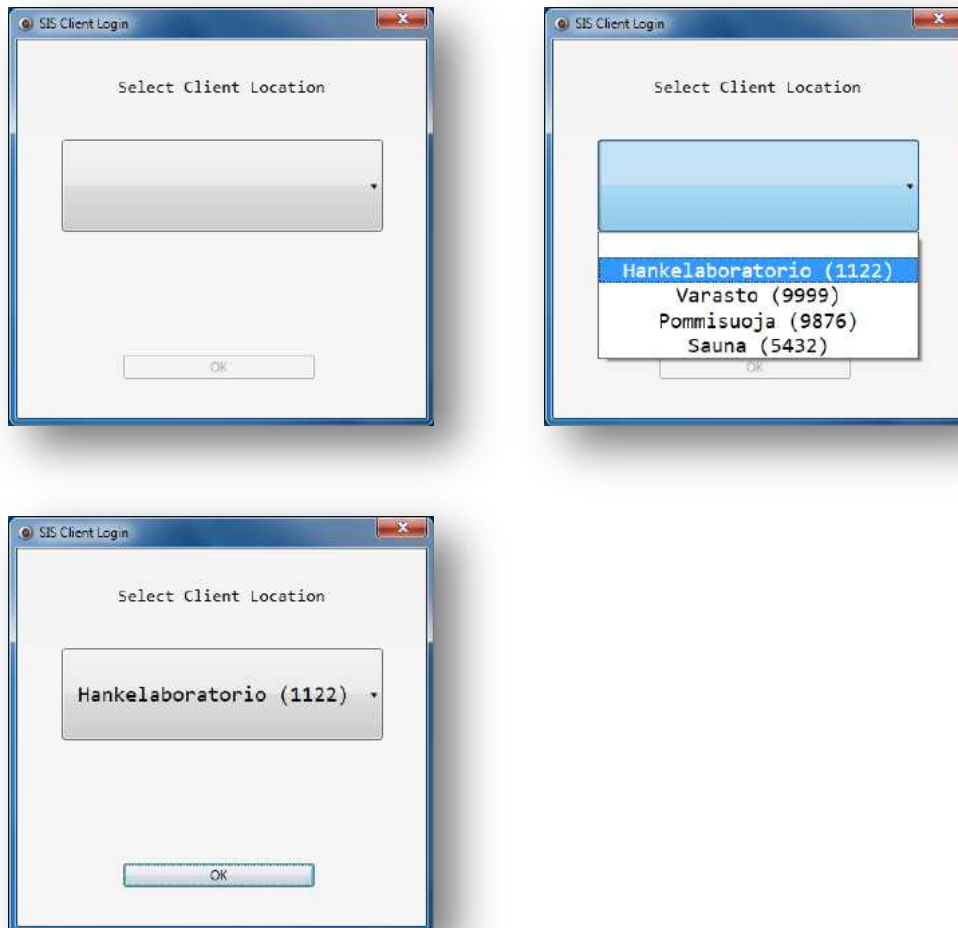 SIS Client Login
Select Client Location
OK
SIS Client Login
Select Client Location
Hankelaboratorio (1122)
Varasto (9999)
Pommisuoja (9876)
Sauna (5432)
OK
SIS Client Login
Select Client Location
Hankelaboratorio (1122)
OK